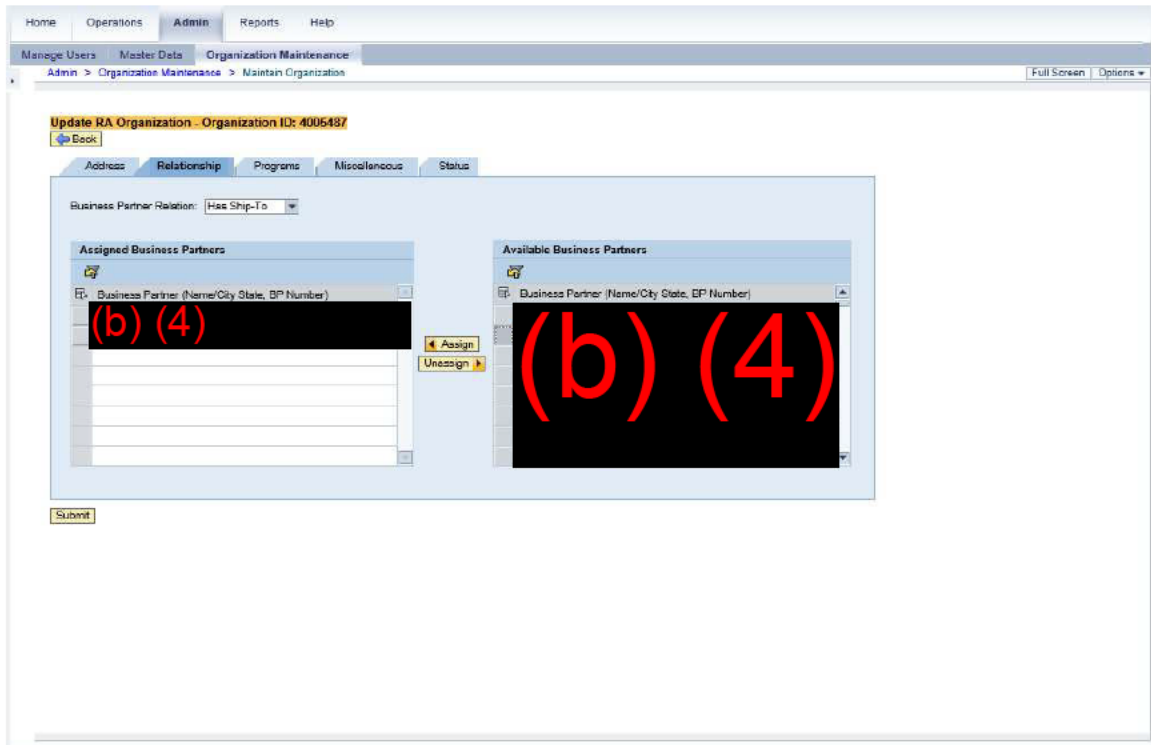 Home Operations Admin Reports Help
Manage Users Master Data Organization Maintenance
Admin > Organization Maintenance > Maintain Organization
Full Screen | Options
Update RA Organization - Organization ID: 4005487
Back
Address Relationship Programs Miscellaneous Status
Business Partner Relation: Has Ship-To
Assigned Business Partners
Available Business Partners
Business Partner (Name/City State, BP Number)
Business Partner (Name/City State, BP Number)
(b) (4)
(b) (4)
Assign
Unassign
Submit